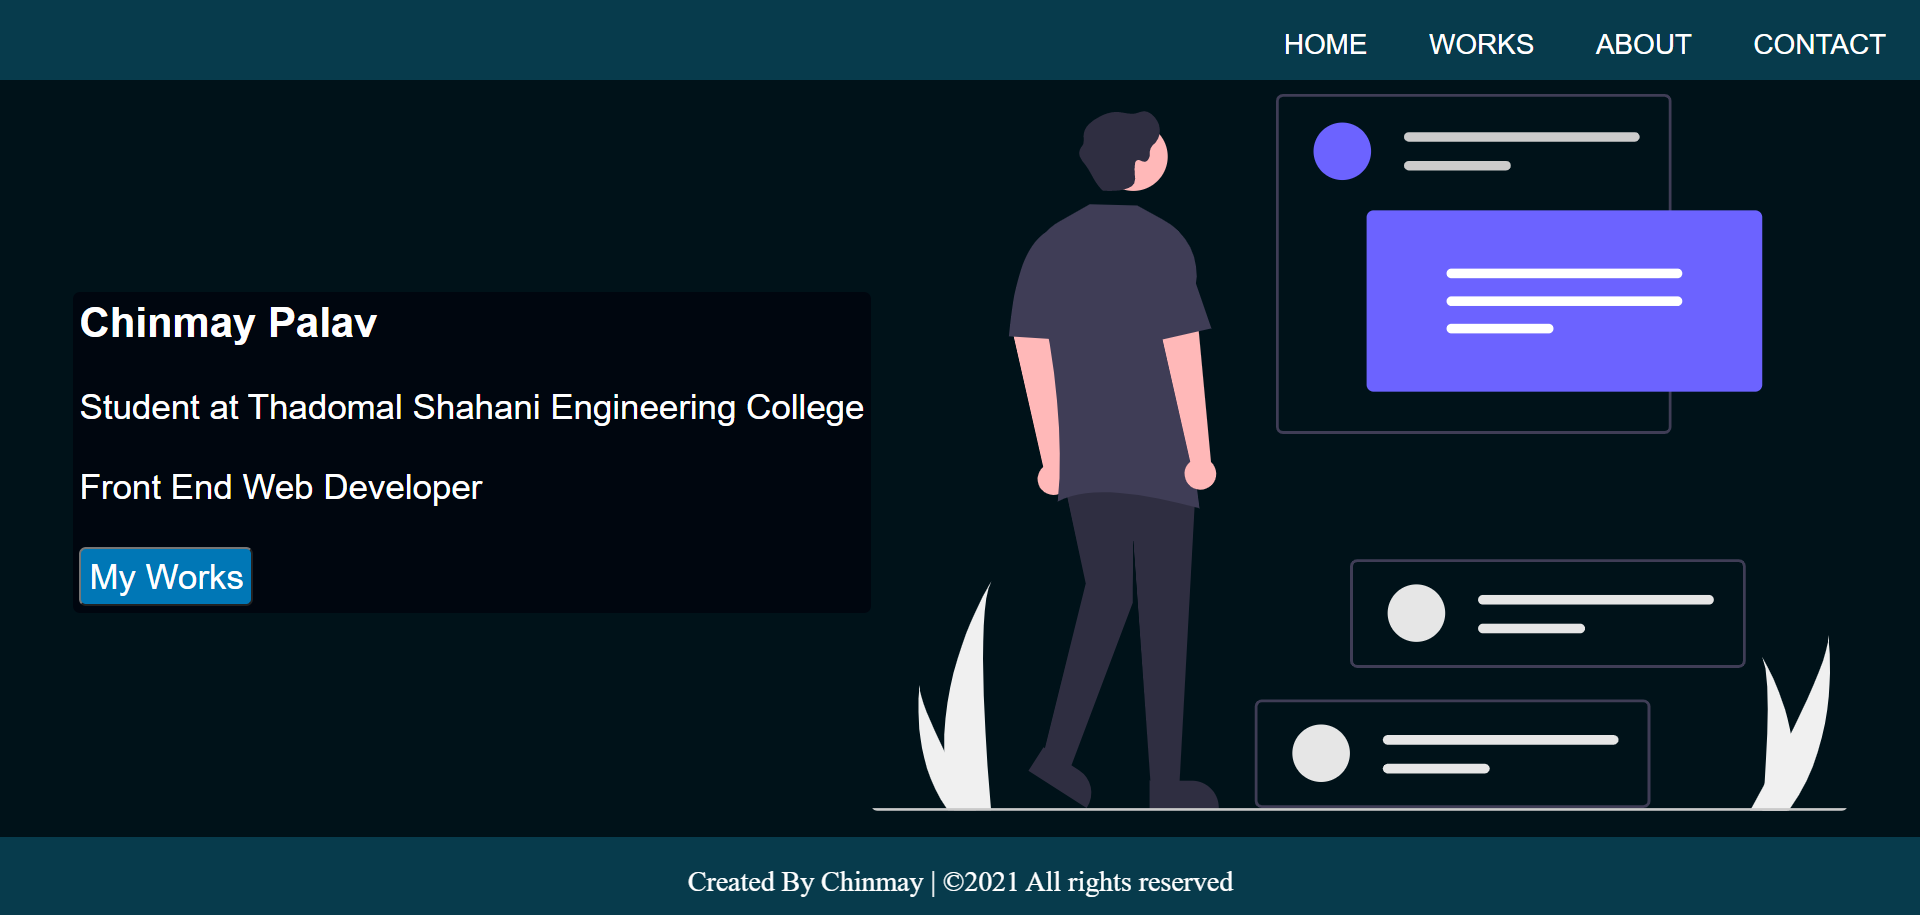 HOME WORKS ABOUT CONTACT
Chinmay Palav
Student at Thadomal Shahani Engineering College
Front End Web Developer
My Works
Created By Chinmay | ©2021 All rights reserved